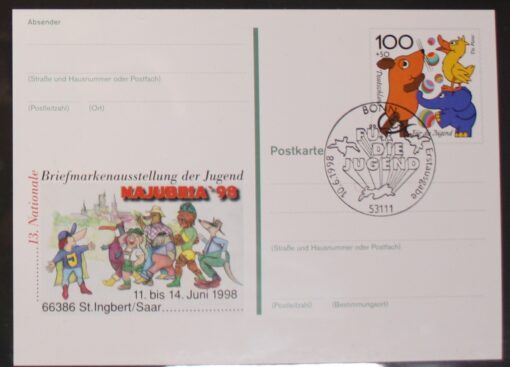 Absender
(Straße und Hausnummer oder Postfach)
(Postleitzahl) (Ort)
13. Nationale
Briefmarkenausstellung der Jugend
NAJUBRIA '98
11. bis 14. Juni 1998
66386 St.Ingbert/Saar
100
+50
Deutschland
Die Maus
Für die Jugend
BONN
FÜR
DIE
JUGEND
10.6.1998
Erstausgabe
53111
Postkarte
(Straße und Hausnummer oder Postfach)
(Postleitzahl) (Bestimmungsort)